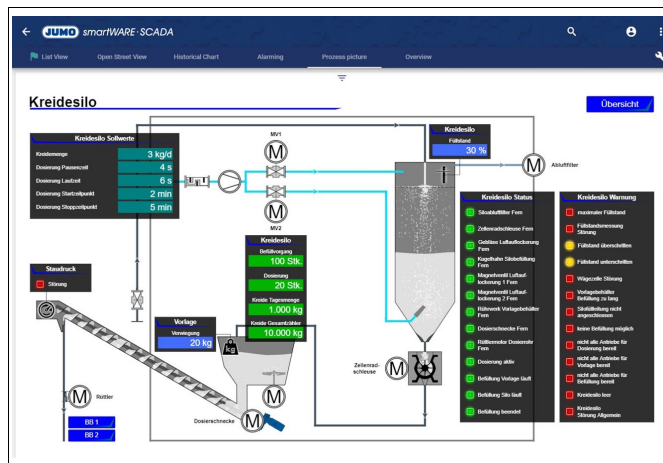 JUMO smartWARE·SCADA
List View
Open Street View
Historical Chart
Alarming
Prozess picture
Overview
Kreidesilo
Übersicht
Kreidesilo Sollwerte
Kreidemenge 3 kg/d
Dosierung Pausenzeit 4 s
Dosierung Laufzeit 6 s
Dosierung Startzeitpunkt 2 min
Dosierung Stoppzeitpunkt 5 min
MV1
M
M
MV2
Kreidesilo
Füllstand
30 %
M
Abluftfilter
Kreidesilo
Befüllvorgang
100 Stk.
Dosierung
20 Stk.
Kreide Tagesmenge
1.000 kg
Kreide Gesamtzähler
10.000 kg
Staudruck
Störung
Vorlage
Verwiegung
20 kg
kg
M
Rüttler
BB 1
BB 2
Dosierschnecke
M
M
Zellenrad-
schleuse
M
Kreidesilo Status
Siloabluftfilter Fern
Zellenradschleuse Fern
Gebläse Luftauflockerung
Fern
Kugelhahn Silobefüllung
Fern
Magnetventil Luftauf-
lockerung 1 Fern
Magnetventil Luftauf-
lockerung 2 Fern
Rührwerk Vorlagebehälter
Fern
Dosierschnecke Fern
Rüttlermotor Dosierrohr
Fern
Dosierung aktiv
Befüllung Vorlage läuft
Befüllung Silo läuft
Befüllung beendet
Kreidesilo Warnung
maximaler Füllstand
Füllstandsmessung
Störung
Füllstand überschritten
Füllstand unterschritten
Wägezelle Störung
Vorlagebehälter
Befüllung zu lang
Silofülleitung nicht
angeschlossen
keine Befüllung möglich
nicht alle Antriebe für
Dosierung bereit
nicht alle Antriebe für
Vorlage bereit
nicht alle Antriebe für
Befüllung bereit
Kreidesilo leer
Kreidesilo
Störung Allgemein